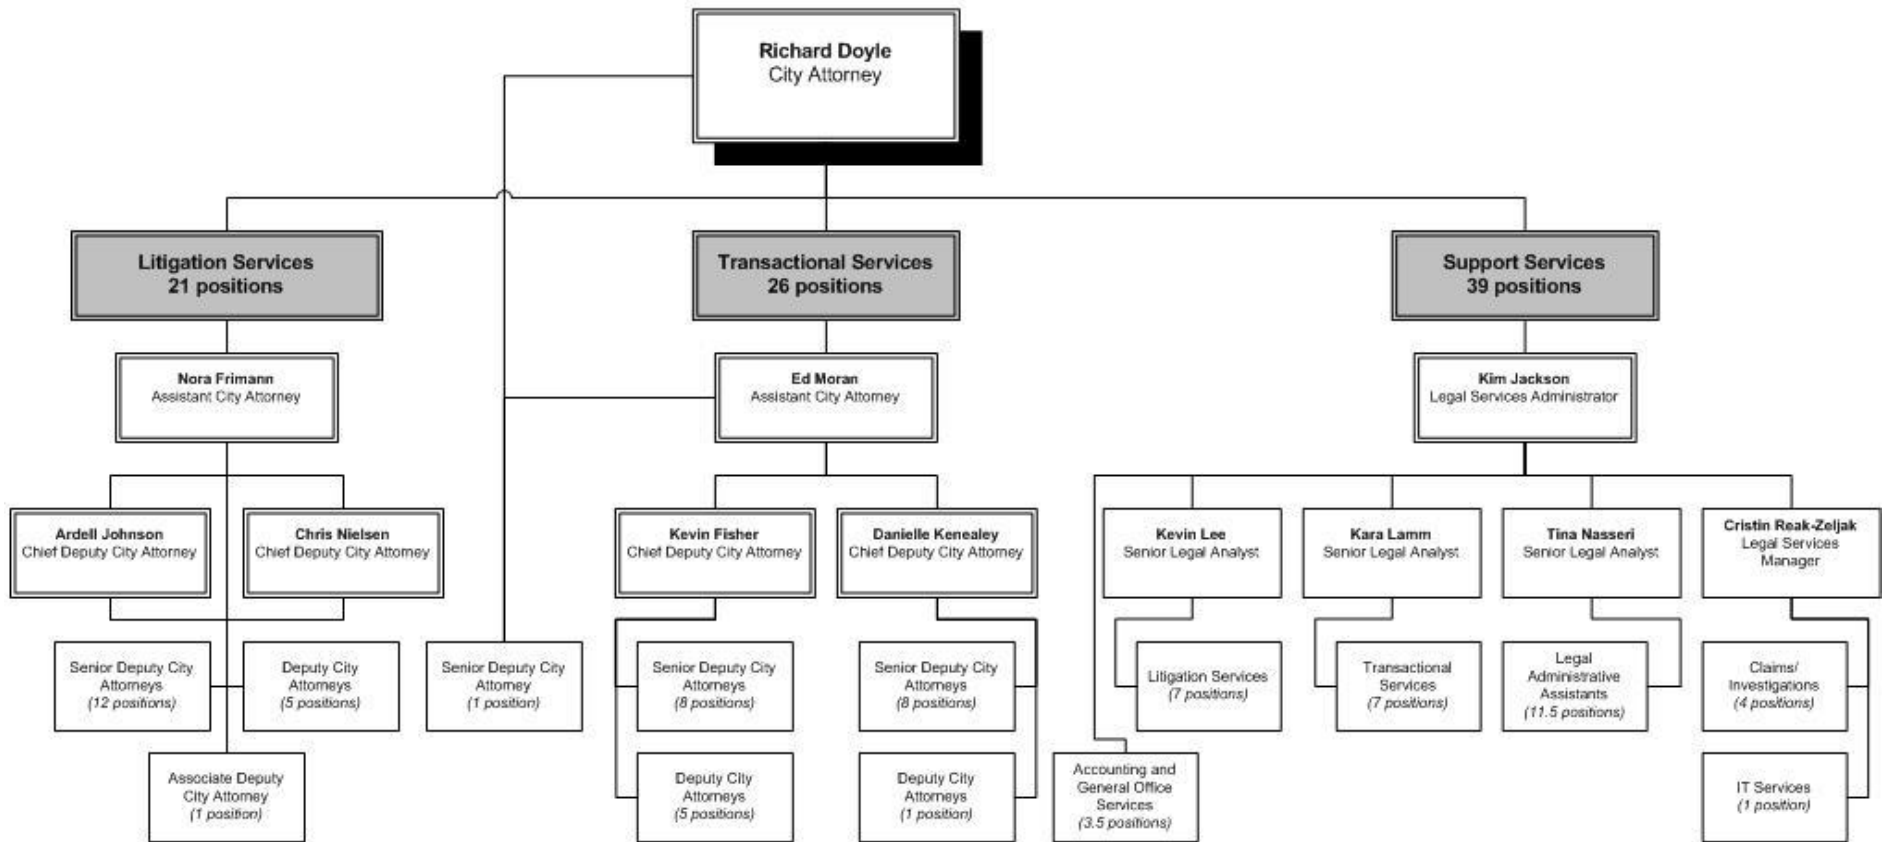 Richard Doyle
City Attorney
Litigation Services
21 positions
Transactional Services
26 positions
Support Services
39 positions
Nora Frimann
Assistant City Attorney
Ed Moran
Assistant City Attorney
Kim Jackson
Legal Services Administrator
Ardell Johnson
Chief Deputy City Attorney
Chris Nielsen
Chief Deputy City Attorney
Kevin Fisher
Chief Deputy City Attorney
Danielle Kenealey
Chief Deputy City Attorney
Kevin Lee
Senior Legal Analyst
Kara Lamm
Senior Legal Analyst
Tina Nasseri
Senior Legal Analyst
Cristin Reak-Zeljak
Legal Services
Manager
Senior Deputy City
Attorneys
(12 positions)
Deputy City
Attorneys
(5 positions)
Senior Deputy City
Attorney
(1 position)
Senior Deputy City
Attorneys
(8 positions)
Senior Deputy City
Attorneys
(8 positions)
Litigation Services
(7 positions)
Transactional
Services
(7 positions)
Legal
Administrative
Assistants
(11.5 positions)
Claims/
Investigations
(4 positions)
Associate Deputy
City Attorney
(1 position)
Deputy City
Attorneys
(5 positions)
Deputy City
Attorneys
(1 position)
Accounting and
General Office
Services
(3.5 positions)
IT Services
(1 position)